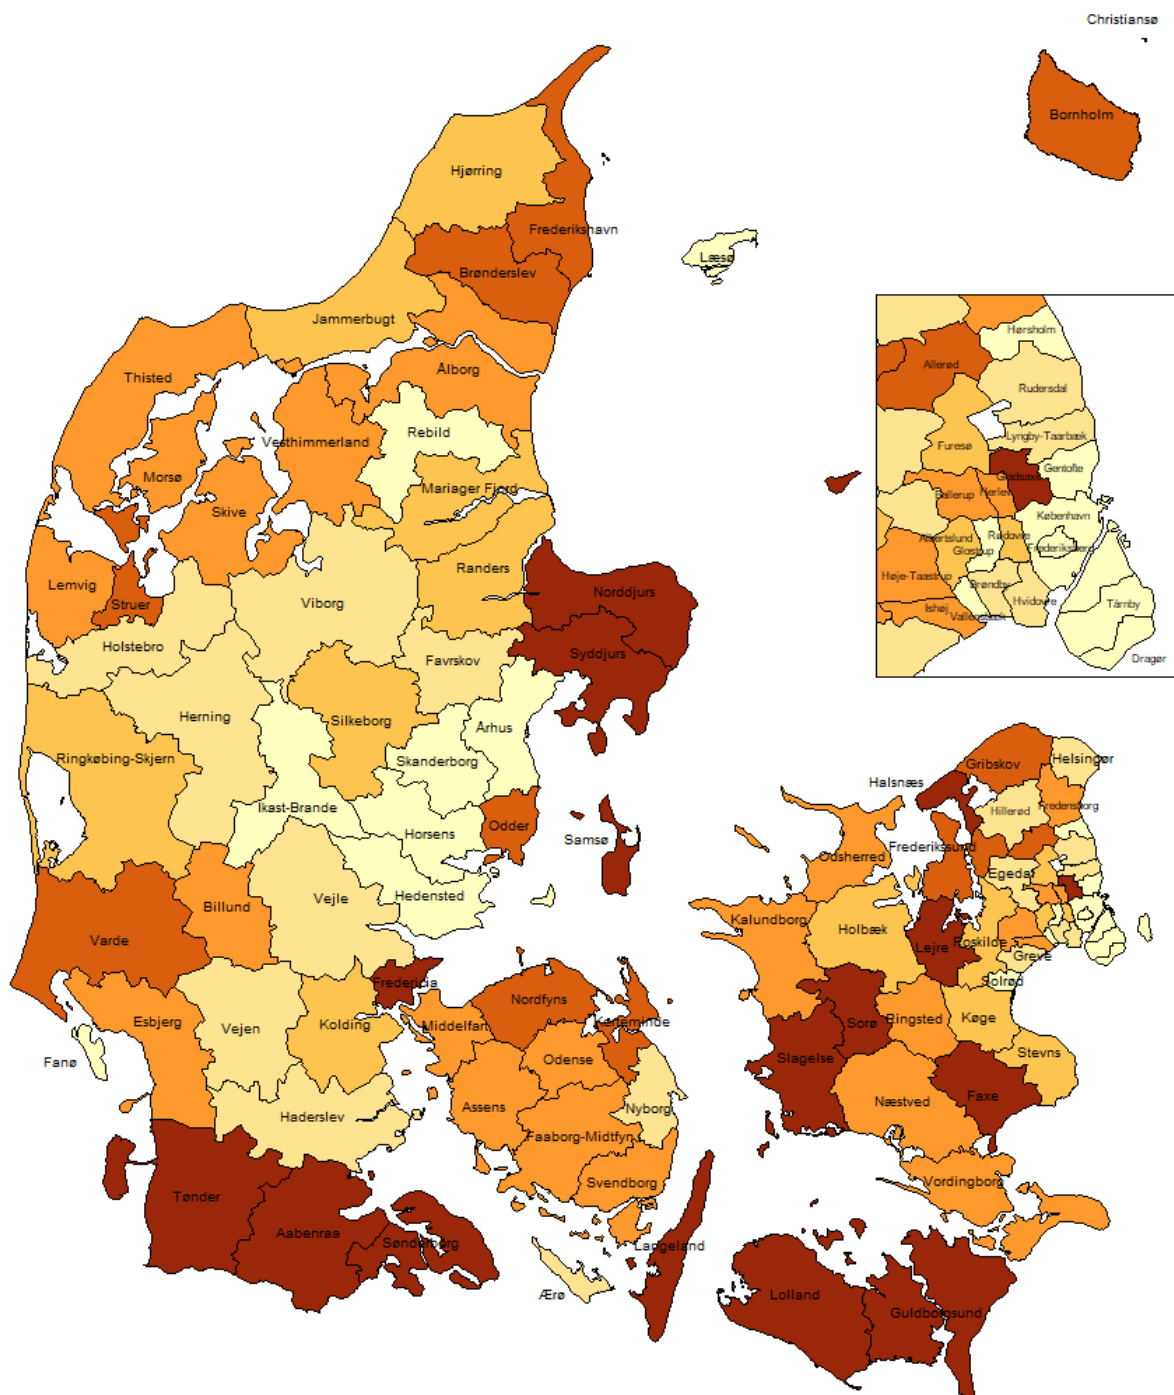 Christiansø
Bornholm
Hjørring
Frederikshavn
Brønderslev
Læsø
Jammerbugt
Hørsholm
Allerød
Ålborg
Thisted
Rudersdal
Rebild
Vesthimmerland
Lyngby-Taarbæk
Furesø
Gentofte
Morsø
Gladsaxe
Mariager Fjord
Ballerup
Herlev
Skive
København
Rødovre
Albertslund
Frederiksberg
Glostrup
Randers
Høje-Taastrup
Lemvig
Norddjurs
Brøndby
Tårnby
Viborg
Struer
Hvidovre
Ishøj
Vallensbæk
Holstebro
Syddjurs
Dragør
Favrskov
Herning
Silkeborg
Århus
Ringkøbing-Skjern
Helsingør
Skanderborg
Gribskov
Halsnæs
Ikast-Brande
Fredensborg
Hillerød
Odder
Horsens
Samsø
Frederikssund
Odsherred
Egedal
Hedensted
Vejle
Billund
Kalundborg
Holbæk
Varde
Roskilde
Lejre
Greve
Fredericia
Solrød
Nordfyns
Esbjerg
Kolding
Middelfart
Kerteminde
Vejen
Sorø
Ringsted
Køge
Stevns
Slagelse
Odense
Fanø
Faxe
Næstved
Assens
Nyborg
Haderslev
Faaborg-Midtfyn
Svendborg
Vordingborg
Tønder
Aabenraa
Sønderborg
Langeland
Ærø
Lolland
Guldborgsund